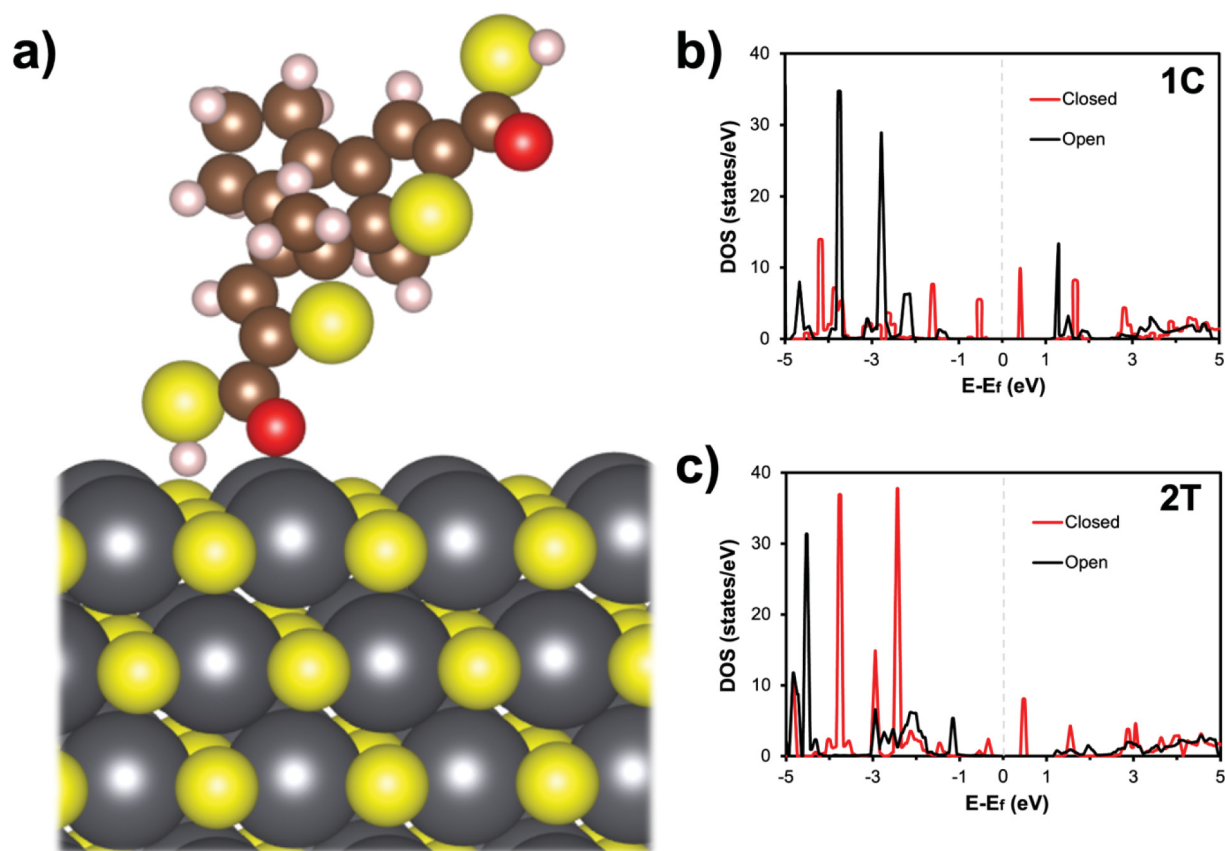 a)
b)
1C
40
30
20
10
0
DOS (states/eV)
Closed
Open
-5
-3
-1
0
1
3
5
E-Ef (eV)
c)
2T
40
30
20
10
0
DOS (states/eV)
Closed
Open
-5
-3
-1
0
1
3
5
E-Ef (eV)